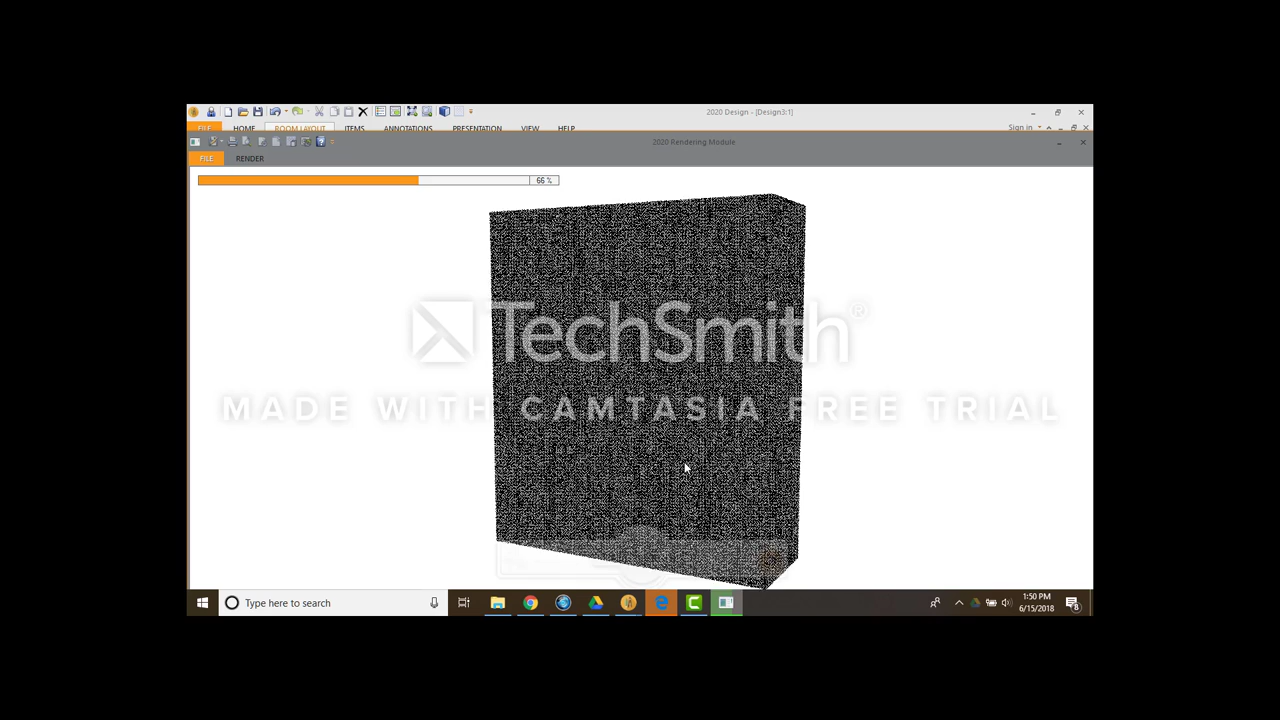 2020 Design - [Design3:1]
FILE HOME ROOM LAYOUT ITEMS ANNOTATIONS PRESENTATION VIEW HELP Sign in
2020 Rendering Module
FILE RENDER
66 %
TechSmith®
MADE WITH CAMTASIA FREE TRIAL
Type here to search
1:50 PM
6/15/2018
8